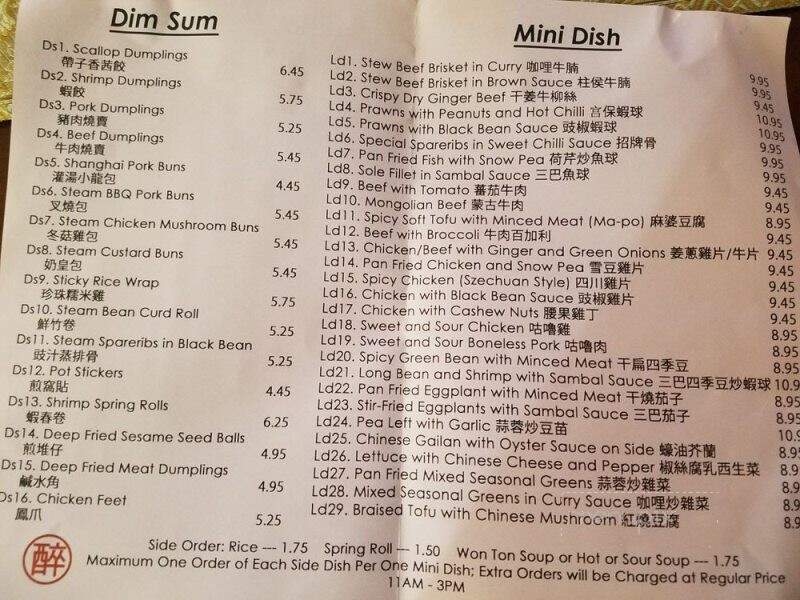 Dim Sum
Ds1. Scallop Dumplings
帶子香茜餃 6.45
Ds2. Shrimp Dumplings
蝦餃 5.75
Ds3. Pork Dumplings
豬肉燒賣 5.25
Ds4. Beef Dumplings
牛肉燒賣 5.45
Ds5. Shanghai Pork Buns
灌湯小龍包 4.45
Ds6. Steam BBQ Pork Buns
叉燒包 5.45
Ds7. Steam Chicken Mushroom Buns
冬菇雞包 5.45
Ds8. Steam Custard Buns
奶皇包 5.45
Ds9. Sticky Rice Wrap
珍珠糯米雞 5.75
Ds10. Steam Bean Curd Roll
鮮竹卷 5.25
Ds11. Steam Spareribs in Black Bean
豉汁蒸排骨 5.25
Ds12. Pot Stickers
煎窩貼 4.45
Ds13. Shrimp Spring Rolls
蝦春卷 6.25
Ds14. Deep Fried Sesame Seed Balls
煎堆仔 4.95
Ds15. Deep Fried Meat Dumplings
鹹水角 4.95
Ds16. Chicken Feet
鳳爪 5.25
Mini Dish
Ld1. Stew Beef Brisket in Curry 咖哩牛腩 9.95
Ld2. Stew Beef Brisket in Brown Sauce 柱侯牛腩 9.95
Ld3. Crispy Dry Ginger Beef 干姜牛柳絲 9.45
Ld4. Prawns with Peanuts and Hot Chilli 宫保蝦球 10.95
Ld5. Prawns with Black Bean Sauce 豉椒蝦球 10.95
Ld6. Special Spareribs in Sweet Chilli Sauce 招牌骨 9.95
Ld7. Pan Fried Fish with Snow Pea 荷芹炒魚球 9.95
Ld8. Sole Fillet in Sambal Sauce 三巴魚球 9.95
Ld9. Beef with Tomato 蕃茄牛肉 9.45
Ld10. Mongolian Beef 蒙古牛肉 9.45
Ld11. Spicy Soft Tofu with Minced Meat (Ma-po) 麻婆豆腐 8.95
Ld12. Beef with Broccoli 牛肉百加利 9.45
Ld13. Chicken/Beef with Ginger and Green Onions 姜蔥雞片/牛片 9.45
Ld14. Pan Fried Chicken and Snow Pea 雪豆雞片 9.45
Ld15. Spicy Chicken (Szechuan Style) 四川雞片 9.45
Ld16. Chicken with Black Bean Sauce 豉椒雞片 9.45
Ld17. Chicken with Cashew Nuts 腰果雞丁 9.45
Ld18. Sweet and Sour Chicken 咕嚕雞 8.95
Ld19. Sweet and Sour Boneless Pork 咕嚕肉 8.95
Ld20. Spicy Green Bean with Minced Meat 干扁四季豆 8.95
Ld21. Long Bean and Shrimp with Sambal Sauce 三巴四季豆炒蝦球 10.9
Ld22. Pan Fried Eggplant with Minced Meat 干燒茄子 8.95
Ld23. Stir-Fried Eggplants with Sambal Sauce 三巴茄子 8.95
Ld24. Pea Left with Garlic 蒜蓉炒豆苗 10.9
Ld25. Chinese Gailan with Oyster Sauce on Side 蠔油芥蘭 8.95
Ld26. Lettuce with Chinese Cheese and Pepper 椒絲腐乳西生菜 8.9
Ld27. Pan Fried Mixed Seasonal Greens 蒜蓉炒雜菜 8.9
Ld28. Mixed Seasonal Greens in Curry Sauce 咖哩炒雜菜 8.9
Ld29. Braised Tofu with Chinese Mushroom 紅燒豆腐 8.9
醉
Side Order: Rice --- 1.75 Spring Roll --- 1.50 Won Ton Soup or Hot or Sour Soup --- 1.75
Maximum One Order of Each Side Dish Per One Mini Dish; Extra Orders will be Charged at Regular Price
11AM - 3PM